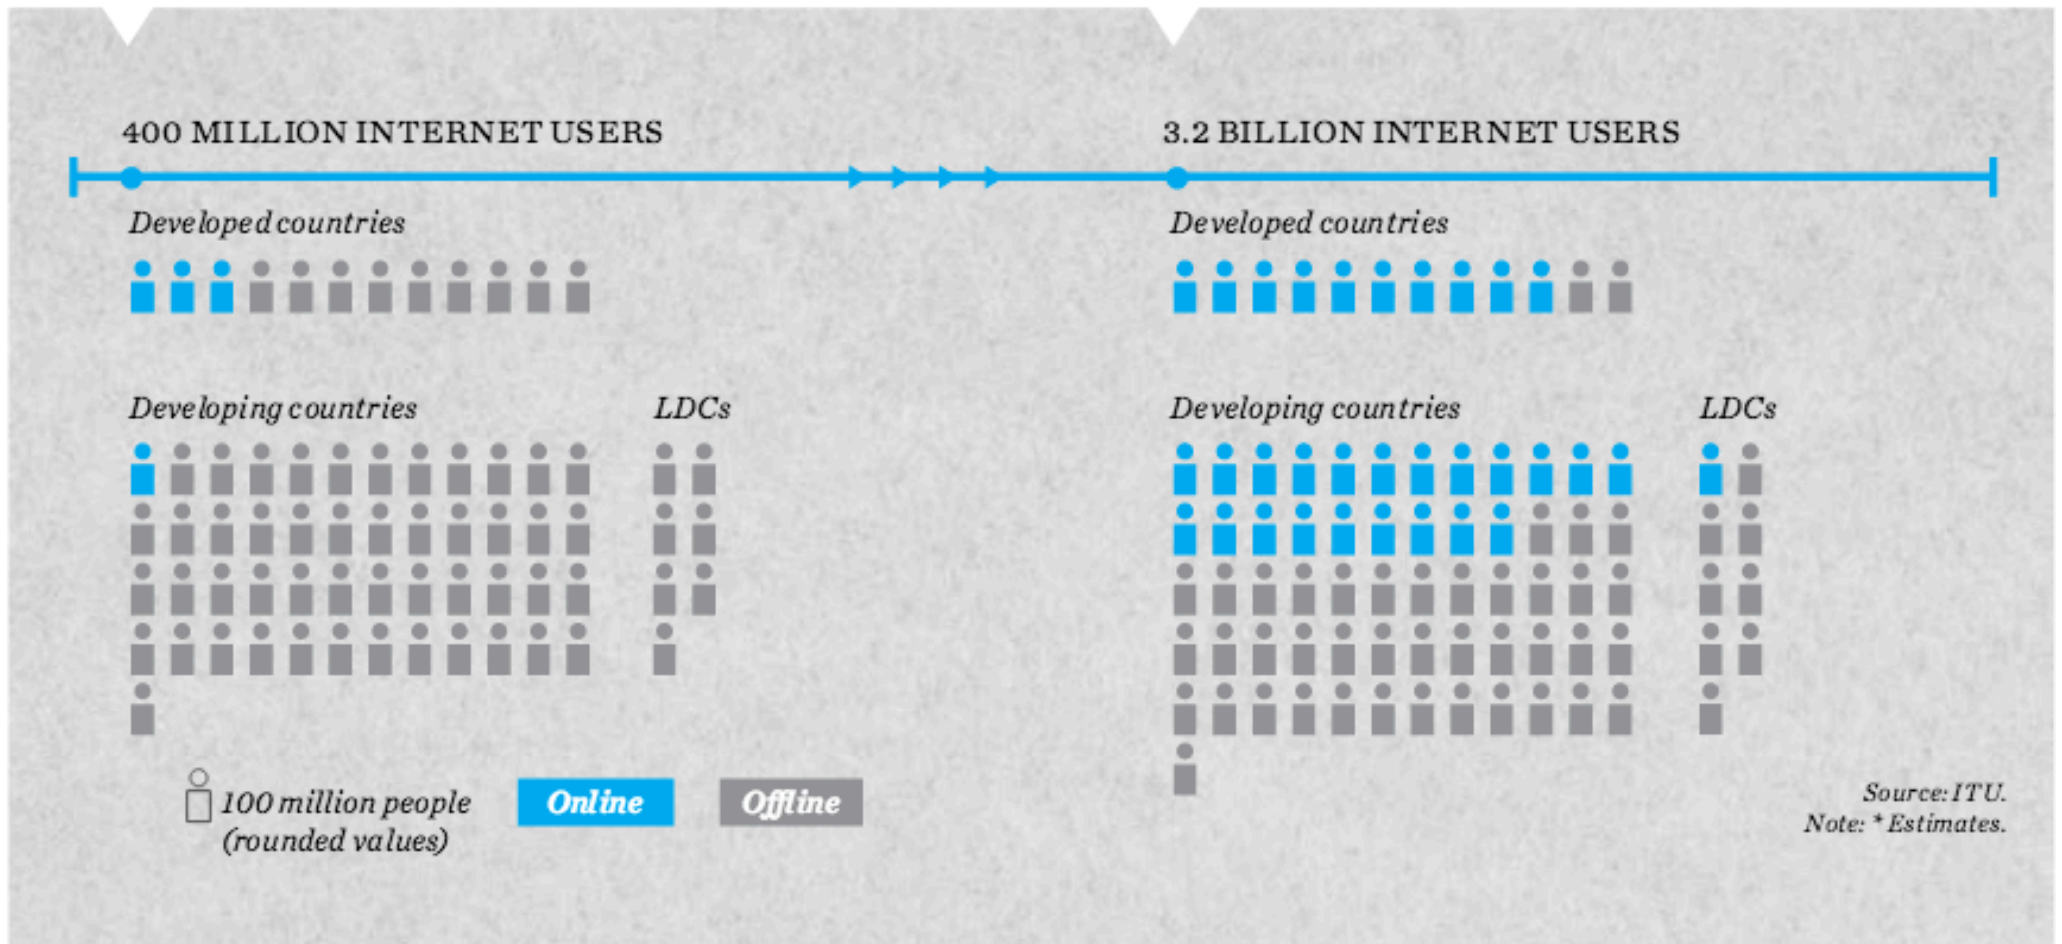 400 MILLION INTERNET USERS
3.2 BILLION INTERNET USERS
Developed countries
Developed countries
Developing countries
LDCs
Developing countries
LDCs
100 million people
(rounded values)
Online
Offline
Source: ITU.
Note: * Estimates.